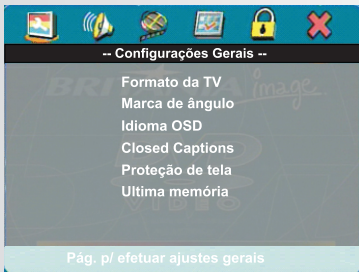 -- Configurações Gerais --
Formato da TV
Marca de ângulo
Idioma OSD
Closed Captions
Proteção de tela
Ultima memória
VIDEO
Pág. p/ efetuar ajustes gerais